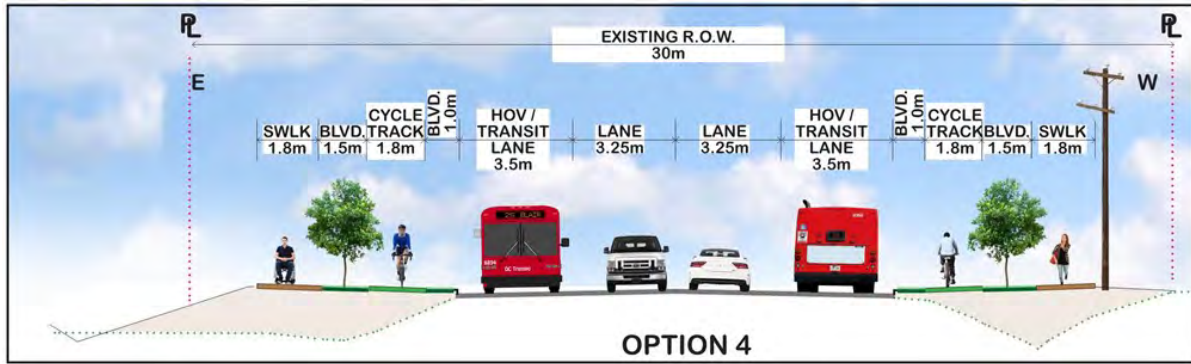 PL
PL
EXISTING R.O.W.
30m
E
W
SWLK
1.8m
BLVD.
1.5m
CYCLE
TRACK
1.8m
BLVD.
1.0m
HOV /
TRANSIT
LANE
3.5m
LANE
3.25m
LANE
3.25m
HOV /
TRANSIT
LANE
3.5m
BLVD.
1.0m
CYCLE
TRACK
1.8m
BLVD.
1.5m
SWLK
1.8m
OC Transpo
OPTION 4